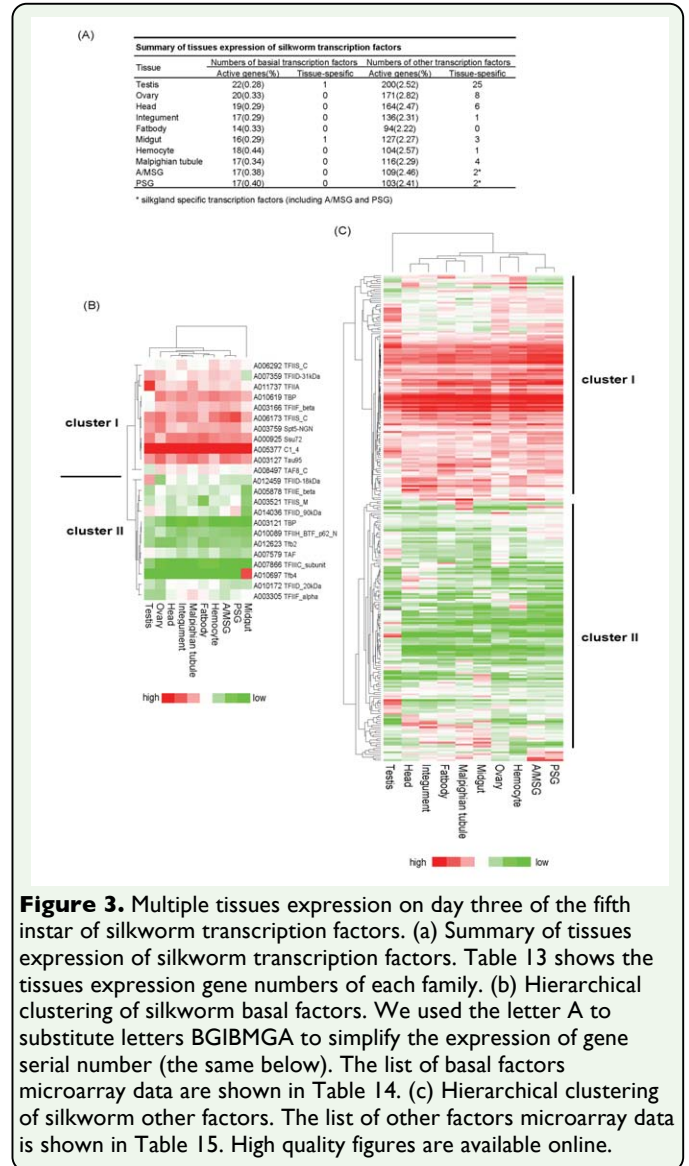 (A)
Summary of tissues expression of silkworm transcription factors
Tissue Numbers of basial transcription factors Numbers of other transcription factors
Active genes(%) Tissue-spesific Active genes(%) Tissue-spesific
Testis 22(0.28) 1 200(2.52) 25
Ovary 20(0.33) 0 171(2.82) 8
Head 19(0.29) 0 164(2.47) 6
Integument 17(0.29) 0 136(2.31) 1
Fatbody 14(0.33) 0 94(2.22) 0
Midgut 16(0.29) 1 127(2.27) 3
Hemocyte 18(0.44) 0 104(2.57) 1
Malpighian tubule 17(0.34) 0 116(2.29) 4
A/MSG 17(0.38) 0 109(2.46) 2*
PSG 17(0.40) 0 103(2.41) 2*
* silkgland specific transcription factors (including A/MSG and PSG)
(B)
cluster I
cluster II
A006292 TFIIS_C
A007359 TFIID-31kDa
A011737 TFIIA
A010619 TBP
A003166 TFIIF_beta
A006173 TFIIS_C
A003759 Spt5-NGN
A000925 Ssu72
A005377 C1_4
A003127 Tau95
A008497 TAF8_C
A012459 TFIID-18kDa
A005878 TFIIE_beta
A003521 TFIIS_M
A014036 TFIID_90kDa
A003121 TBP
A010089 TFIIH_BTF_p62_N
A012623 Tfb2
A007579 TAF
A007866 TFIIIC_subunit
A010697 Tfb4
A010172 TFIID_20kDa
A003305 TFIIF_alpha
Testis
Ovary
Head
Integument
Malpighian tubule
Fatbody
Hemocyte
A/MSG
PSG
Midgut
high low
(C)
cluster I
cluster II
Testis
Head
Integument
Fatbody
Malpighian tubule
Midgut
Ovary
Hemocyte
A/MSG
PSG
high low
Figure 3. Multiple tissues expression on day three of the fifth
instar of silkworm transcription factors. (a) Summary of tissues
expression of silkworm transcription factors. Table 13 shows the
tissues expression gene numbers of each family. (b) Hierarchical
clustering of silkworm basal factors. We used the letter A to
substitute letters BGIBMGA to simplify the expression of gene
serial number (the same below). The list of basal factors
microarray data are shown in Table 14. (c) Hierarchical clustering
of silkworm other factors. The list of other factors microarray data
is shown in Table 15. High quality figures are available online.